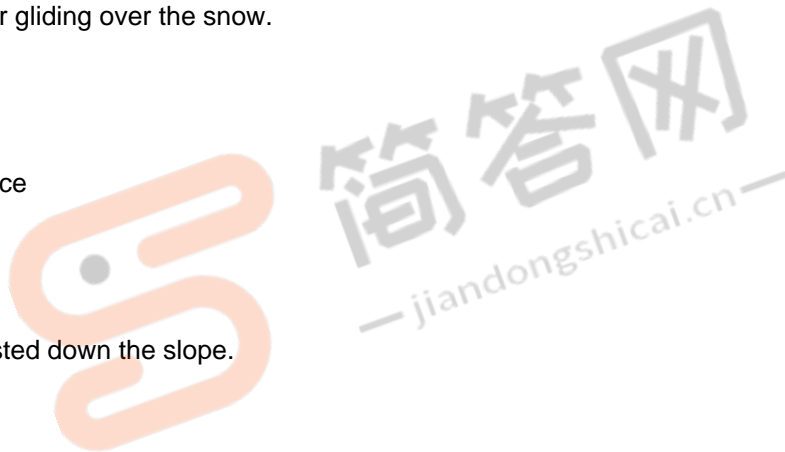 r gliding over the snow.
简答网
ce
jiandongshicai.cn
sted down the slope.